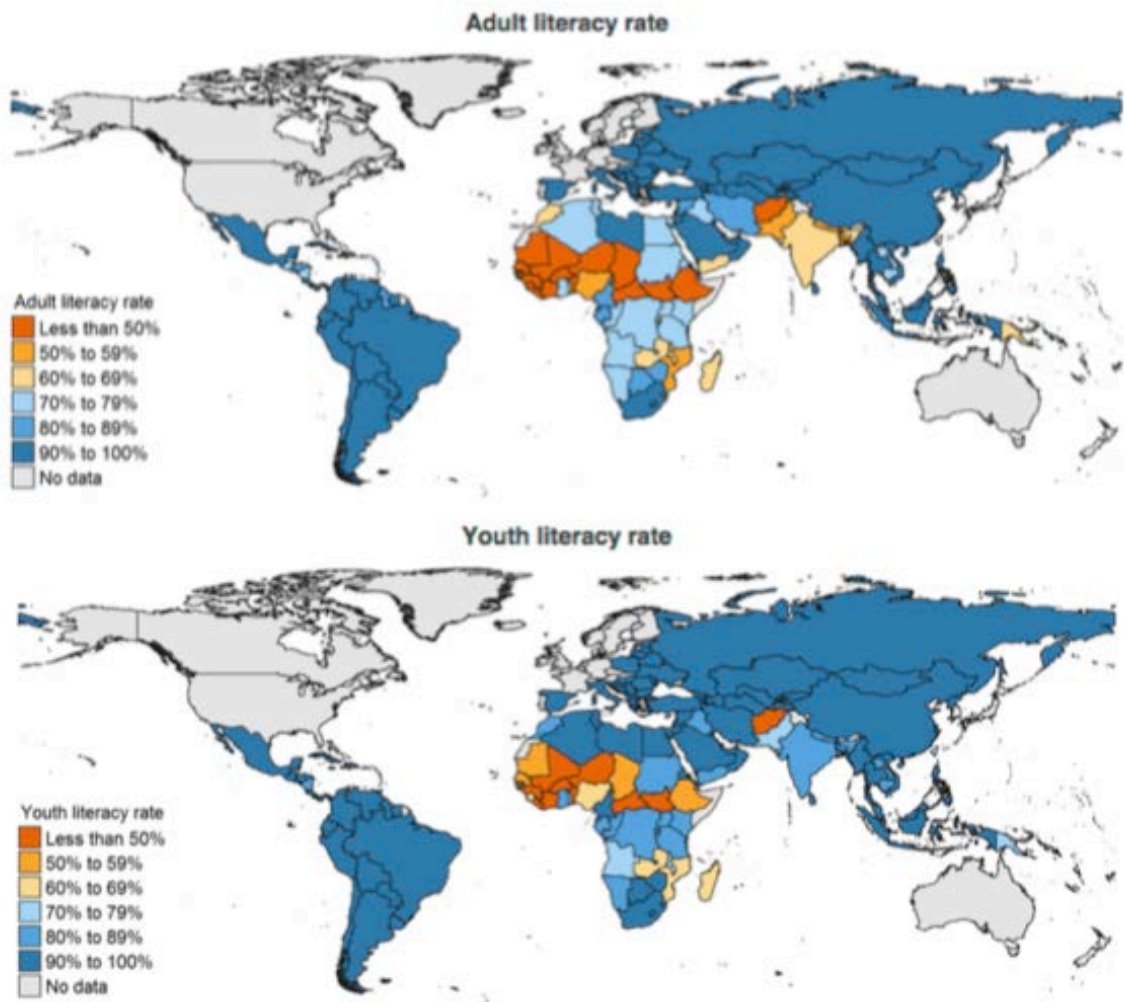 Adult literacy rate
Adult literacy rate
Less than 50%
50% to 59%
60% to 69%
70% to 79%
80% to 89%
90% to 100%
No data
Youth literacy rate
Youth literacy rate
Less than 50%
50% to 59%
60% to 69%
70% to 79%
80% to 89%
90% to 100%
No data